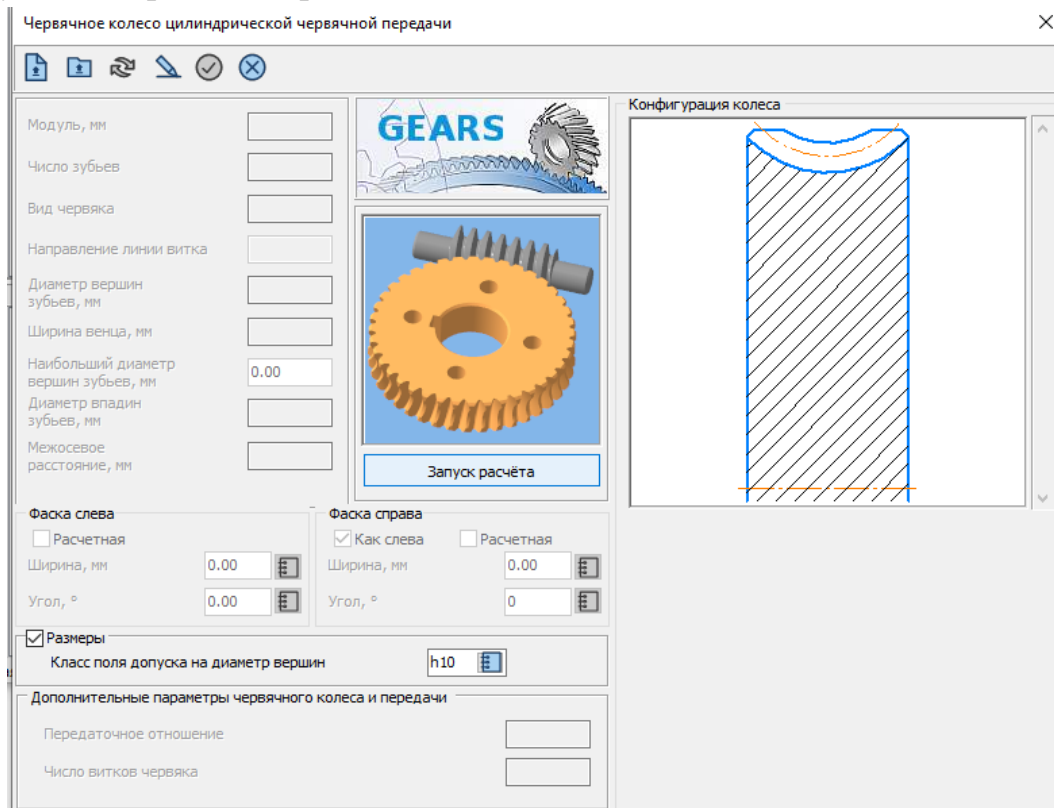 Червячное колесо цилиндрической червячной передачи
Модуль, мм
Число зубьев
Вид червяка
Направление линии витка
Диаметр вершин
зубьев, мм
Ширина венца, мм
Наибольший диаметр
вершин зубьев, мм
0.00
Диаметр впадин
зубьев, мм
Межосевое
расстояние, мм
GEARS
Запуск расчёта
Конфигурация колеса
Фаска слева
Расчетная
Ширина, мм
0.00
Угол, °
0.00
Фаска справа
Как слева
Расчетная
Ширина, мм
0.00
Угол, °
0
Размеры
Класс поля допуска на диаметр вершин
h10
Дополнительные параметры червячного колеса и передачи
Передаточное отношение
Число витков червяка